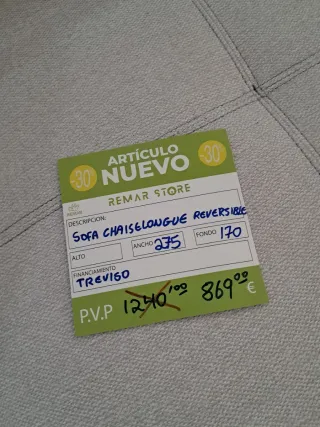 ARTÍCULO
NUEVO
30 30
REMAR STORE
DESCRIPCION:
SOFA CHAISELONGUE REVERSIBLE
ALTO ANCHO 275 FONDO 170
FINANCIAMIENTO
TREVISO
P.V.P 1240'00 869'00 €